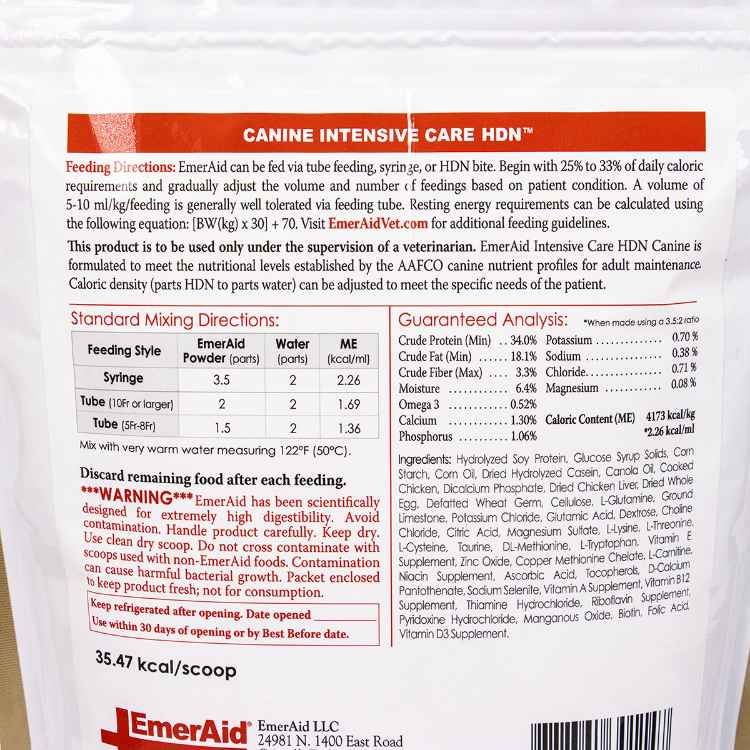 CANINE INTENSIVE CARE HDN™
Feeding Directions: EmerAid can be fed via tube feeding, syringe, or HDN bite. Begin with 25% to 33% of daily caloric
requirements and gradually adjust the volume and number of feedings based on patient condition. A volume of
5-10 ml/kg/feeding is generally well tolerated via feeding tube. Resting energy requirements can be calculated using
the following equation: [BW(kg) x 30] + 70. Visit EmerAidVet.com for additional feeding guidelines.
This product is to be used only under the supervision of a veterinarian. EmerAid Intensive Care HDN Canine is
formulated to meet the nutritional levels established by the AAFCO canine nutrient profiles for adult maintenance.
Caloric density (parts HDN to parts water) can be adjusted to meet the specific needs of the patient.
Standard Mixing Directions:
Feeding Style EmerAid Powder (parts) Water (parts) ME (kcal/ml)
Syringe 3.5 2 2.26
Tube (10Fr or larger) 2 2 1.69
Tube (5Fr-8Fr) 1.5 2 1.36
Mix with very warm water measuring 122°F (50°C).
Discard remaining food after each feeding.
***WARNING*** EmerAid has been scientifically
designed for extremely high digestibility. Avoid
contamination. Handle product carefully. Keep dry.
Use clean dry scoop. Do not cross contaminate with
scoops used with non-EmerAid foods. Contamination
can cause harmful bacterial growth. Packet enclosed
to keep product fresh; not for consumption.
Keep refrigerated after opening. Date opened
Use within 30 days of opening or by Best Before date.
35.47 kcal/scoop
Guaranteed Analysis: *When made using a 3.5:2 ratio
Crude Protein (Min) .. 34.0% Potassium ............. 0.70 %
Crude Fat (Min) ...... 18.1% Sodium ................ 0.38 %
Crude Fiber (Max) .... 3.3% Chloride................ 0.71 %
Moisture ............ 6.4% Magnesium ............ 0.08 %
Omega 3 ........... 0.52%
Calcium ........... 1.30% Caloric Content (ME) 4173 kcal/kg
Phosphorus ........ 1.06% *2.26 kcal/ml
Ingredients: Hydrolyzed Soy Protein, Glucose Syrup Solids, Corn
Starch, Corn Oil, Dried Hydrolyzed Casein, Canola Oil, Cooked
Chicken, Dicalcium Phosphate, Dried Chicken Liver, Dried Whole
Egg, Defatted Wheat Germ, Cellulose, L-Glutamine, Ground
Limestone, Potassium Chloride, Glutamic Acid, Dextrose, Choline
Chloride, Citric Acid, Magnesium Sulfate, L-Lysine, L-Threonine,
L-Cysteine, Taurine, DL-Methionine, L-Tryptophan, Vitamin E
Supplement, Zinc Oxide, Copper Methionine Chelate, L-Carnitine,
Niacin Supplement, Ascorbic Acid, Tocopherols, D-Calcium
Pantothenate, Sodium Selenite, Vitamin A Supplement, Vitamin B12
Supplement, Thiamine Hydrochloride, Riboflavin Supplement,
Pyridoxine Hydrochloride, Manganous Oxide, Biotin, Folic Acid,
Vitamin D3 Supplement.
EmerAid® EmerAid LLC
24981 N. 1400 East Road